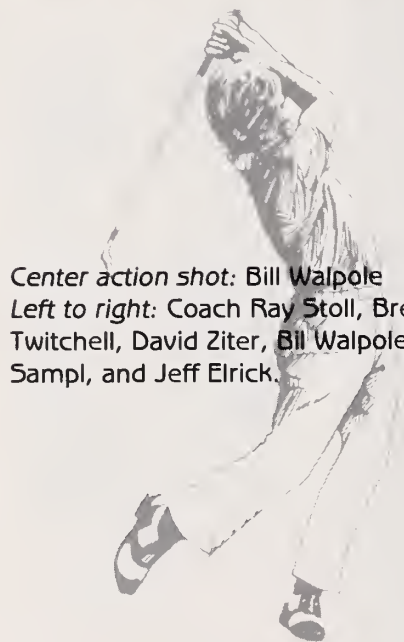 Center action shot: Bill Walpole
Left to right: Coach Ray Stoll, Bre
Twitchell, David Ziter, Bil Walpole
Sampl, and Jeff Elrick.